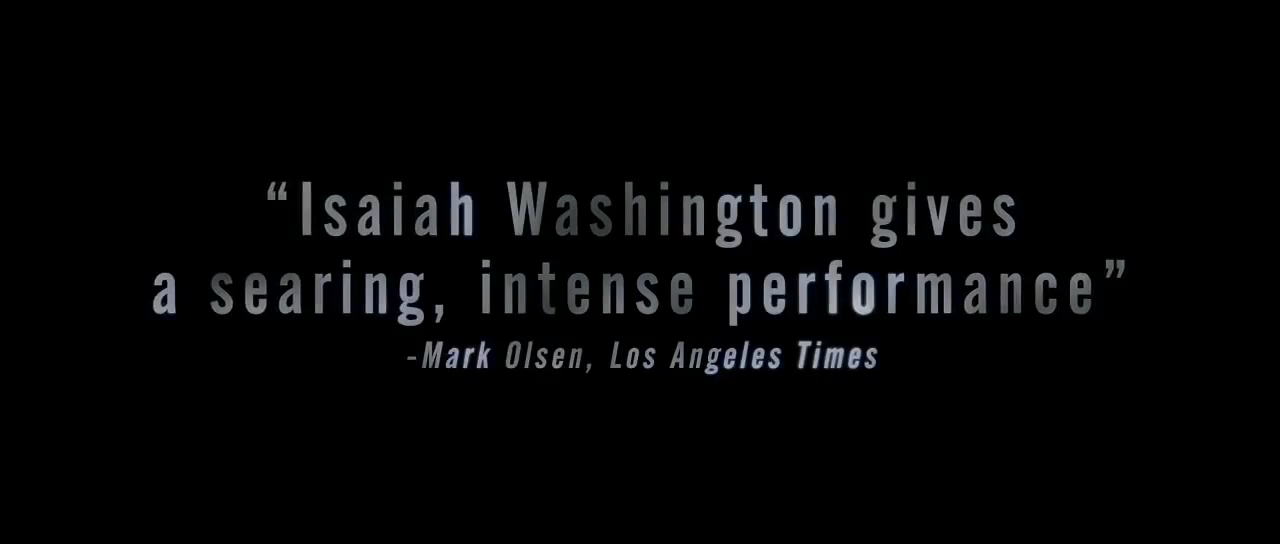 “Isaiah Washington gives
a searing, intense performance”
-Mark Olsen, Los Angeles Times